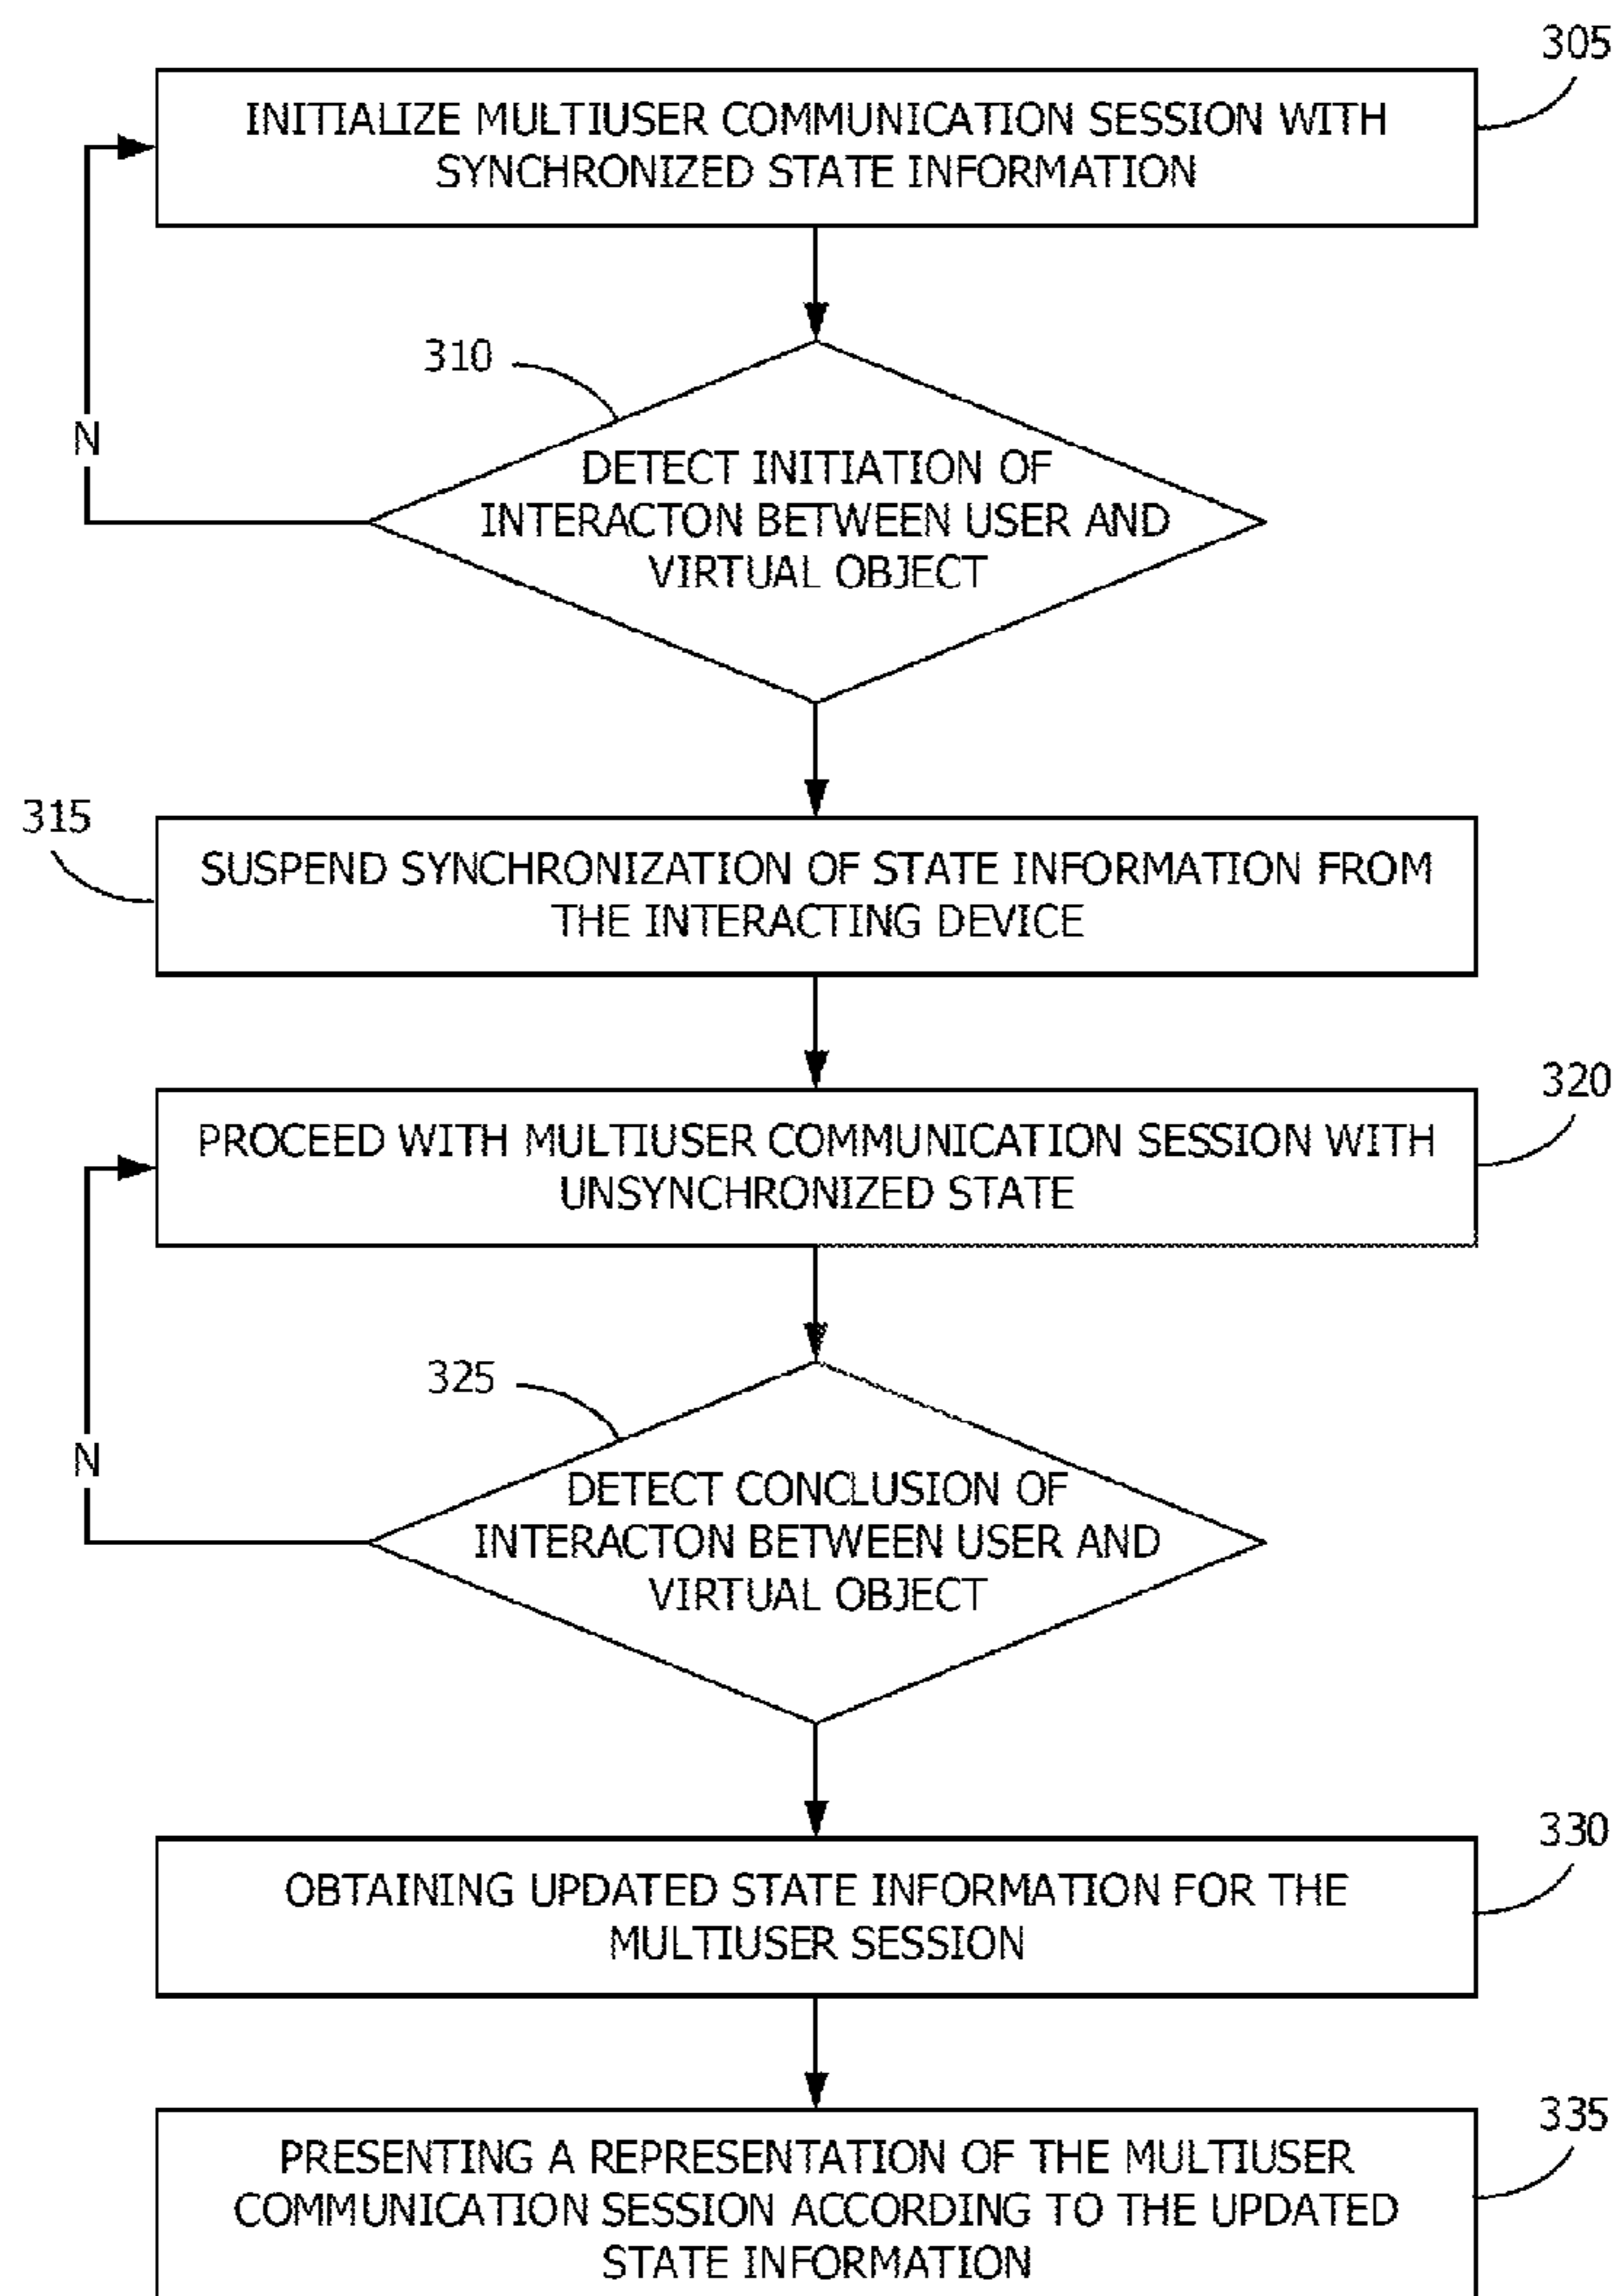 305
INITIALIZE MULTIUSER COMMUNICATION SESSION WITH
SYNCHRONIZED STATE INFORMATION
310
N
DETECT INITIATION OF
INTERACTON BETWEEN USER AND
VIRTUAL OBJECT
315
SUSPEND SYNCHRONIZATION OF STATE INFORMATION FROM
THE INTERACTING DEVICE
320
PROCEED WITH MULTIUSER COMMUNICATION SESSION WITH
UNSYNCHRONIZED STATE
325
N
DETECT CONCLUSION OF
INTERACTON BETWEEN USER AND
VIRTUAL OBJECT
330
OBTAINING UPDATED STATE INFORMATION FOR THE
MULTIUSER SESSION
335
PRESENTING A REPRESENTATION OF THE MULTIUSER
COMMUNICATION SESSION ACCORDING TO THE UPDATED
STATE INFORMATION